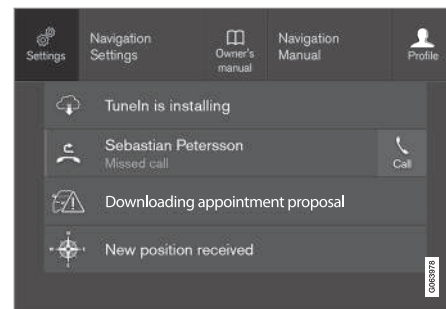 Settings
Navigation
Settings
Owner's
manual
Navigation
Manual
Profile
TuneIn is installing
Sebastian Petersson
Missed call
Call
Downloading appointment proposal
New position received
G063978